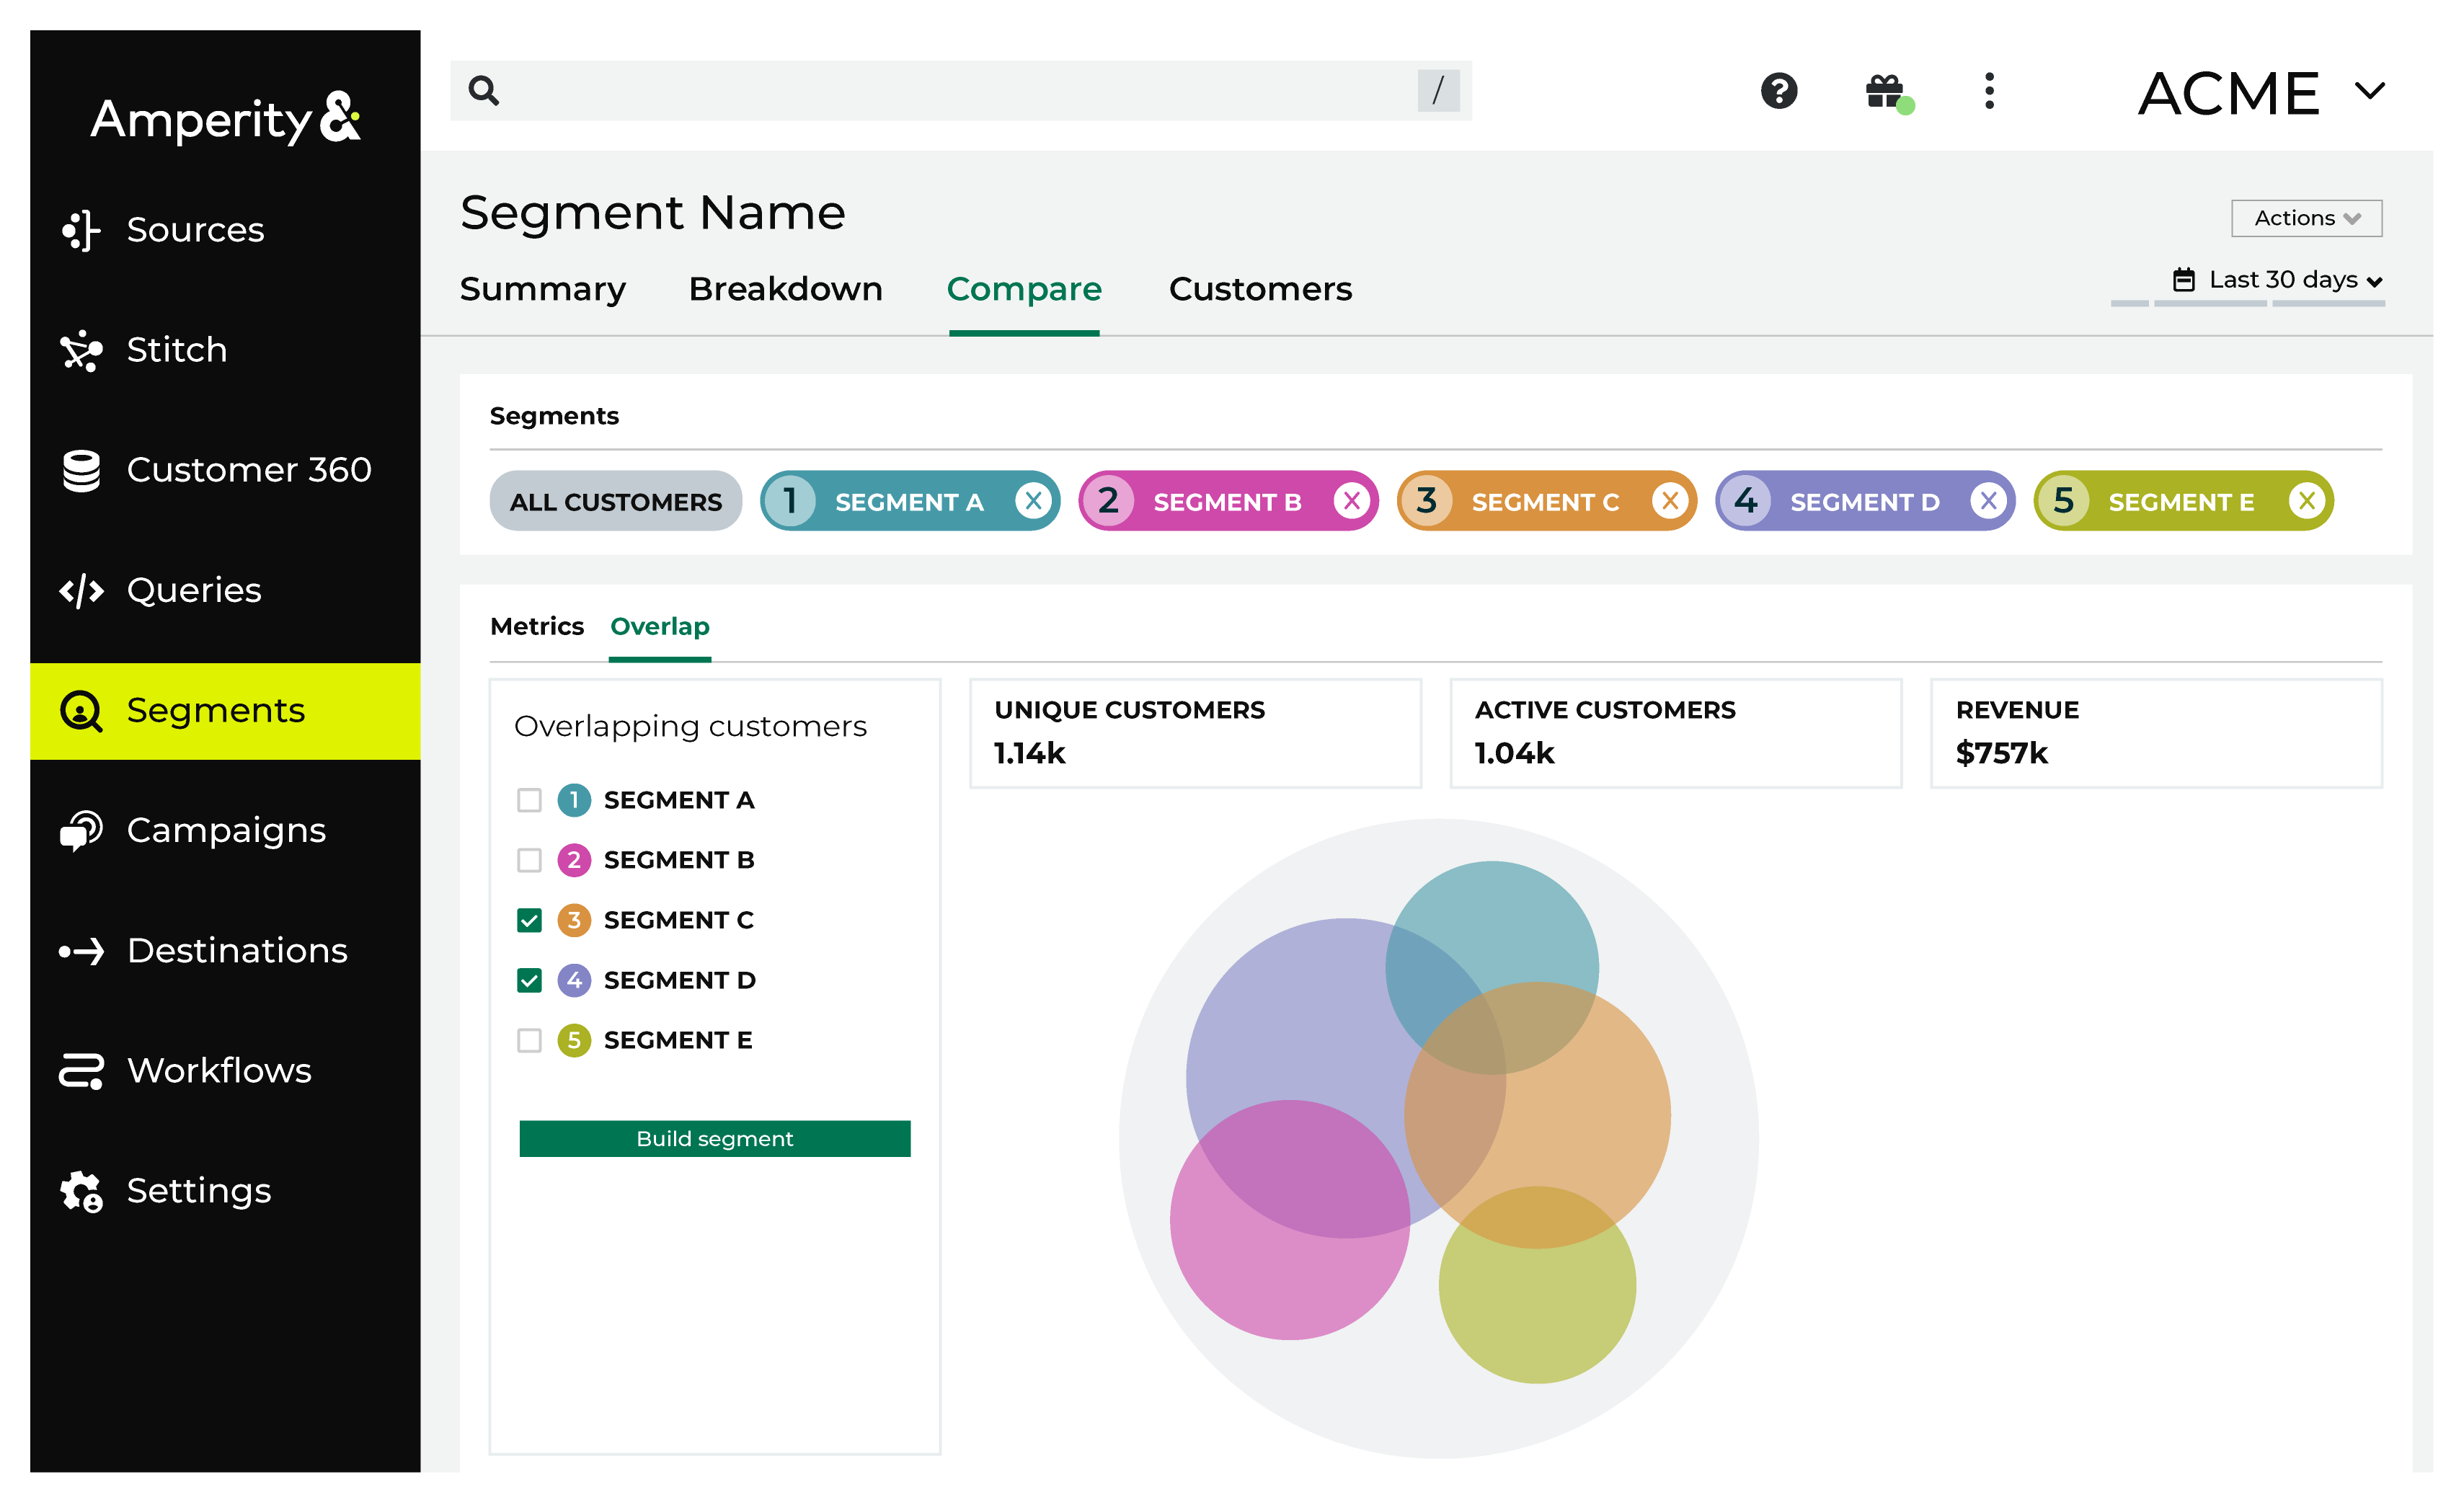 Amperity&
Sources
Stitch
Customer 360
Queries
Segments
Campaigns
Destinations
Workflows
Settings
/
?
ACME
Segment Name
Actions
Summary Breakdown Compare Customers
Last 30 days
Segments
ALL CUSTOMERS 1 SEGMENT A X 2 SEGMENT B X 3 SEGMENT C X 4 SEGMENT D X 5 SEGMENT E X
Metrics Overlap
Overlapping customers
1 SEGMENT A
2 SEGMENT B
3 SEGMENT C
4 SEGMENT D
5 SEGMENT E
Build segment
UNIQUE CUSTOMERS
1.14k
ACTIVE CUSTOMERS
1.04k
REVENUE
$757k